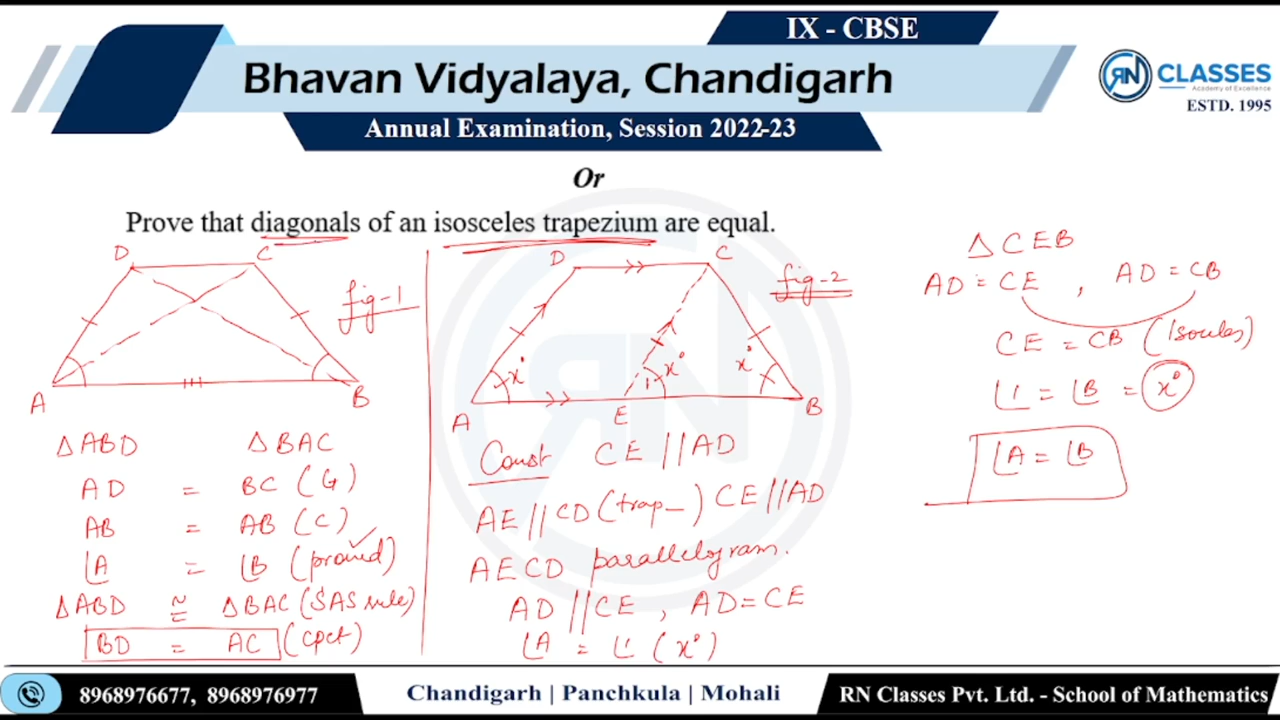 IX - CBSE
Bhavan Vidyalaya, Chandigarh
RN CLASSES
Academy of Excellence
ESTD. 1995
Annual Examination, Session 2022-23
Or
Prove that diagonals of an isosceles trapezium are equal.
D C
A B
fig-1
△ABD △BAC
AD = BC (G)
AB = AB (C)
∠A = ∠B (proved)
△ABD ≅ △BAC (SAS rule)
BD = AC (cpct)
D C
fig-2
x° 1 x° x°
A E B
Const CE // AD
AE // CD (trap_) CE // AD
AECD parallelogram.
AD // CE , AD = CE
∠A = ∠1 (x°)
△CEB
AD = CE , AD = CB
CE = CB (Isosules)
∠1 = ∠B = x°
∠A = ∠B
8968976677, 8968976977
Chandigarh | Panchkula | Mohali
RN Classes Pvt. Ltd. - School of Mathematics